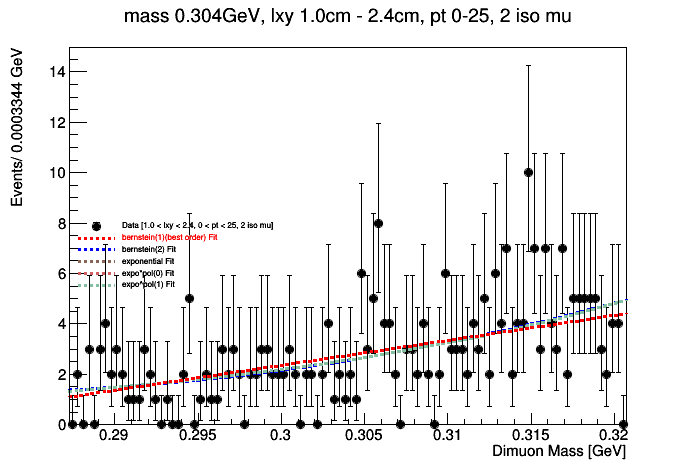 mass 0.304GeV, lxy 1.0cm - 2.4cm, pt 0-25, 2 iso mu
Events/ 0.0003344 GeV
14
12
10
8
6
4
2
0
Data [1.0 < lxy < 2.4, 0 < pt < 25, 2 iso mu]
bernstein(1)(best order) Fit
bernstein(2) Fit
exponential Fit
expo*pol(0) Fit
expo*pol(1) Fit
0.29 0.295 0.3 0.305 0.31 0.315 0.32
Dimuon Mass [GeV]